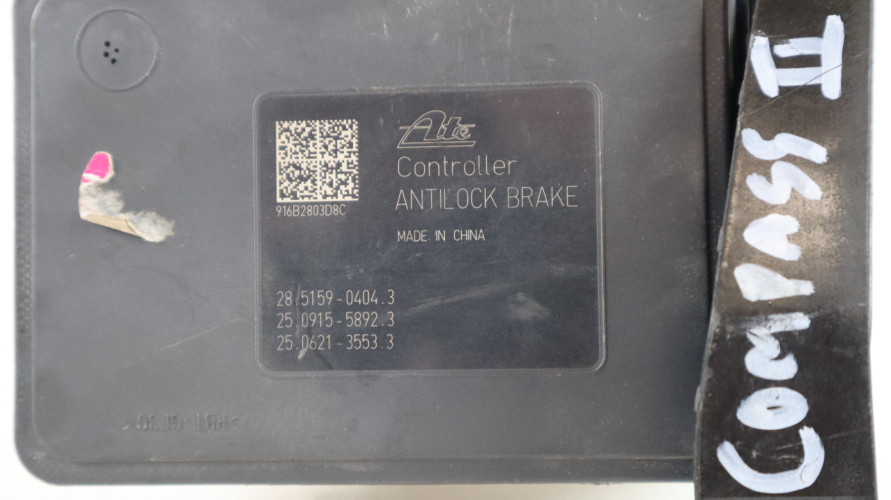 Ate
Controller
ANTILOCK BRAKE
916B2803D8C
MADE IN CHINA
28.5159-0404.3
25.0915-5892.3
25.0621-3553.3
COMPASS II